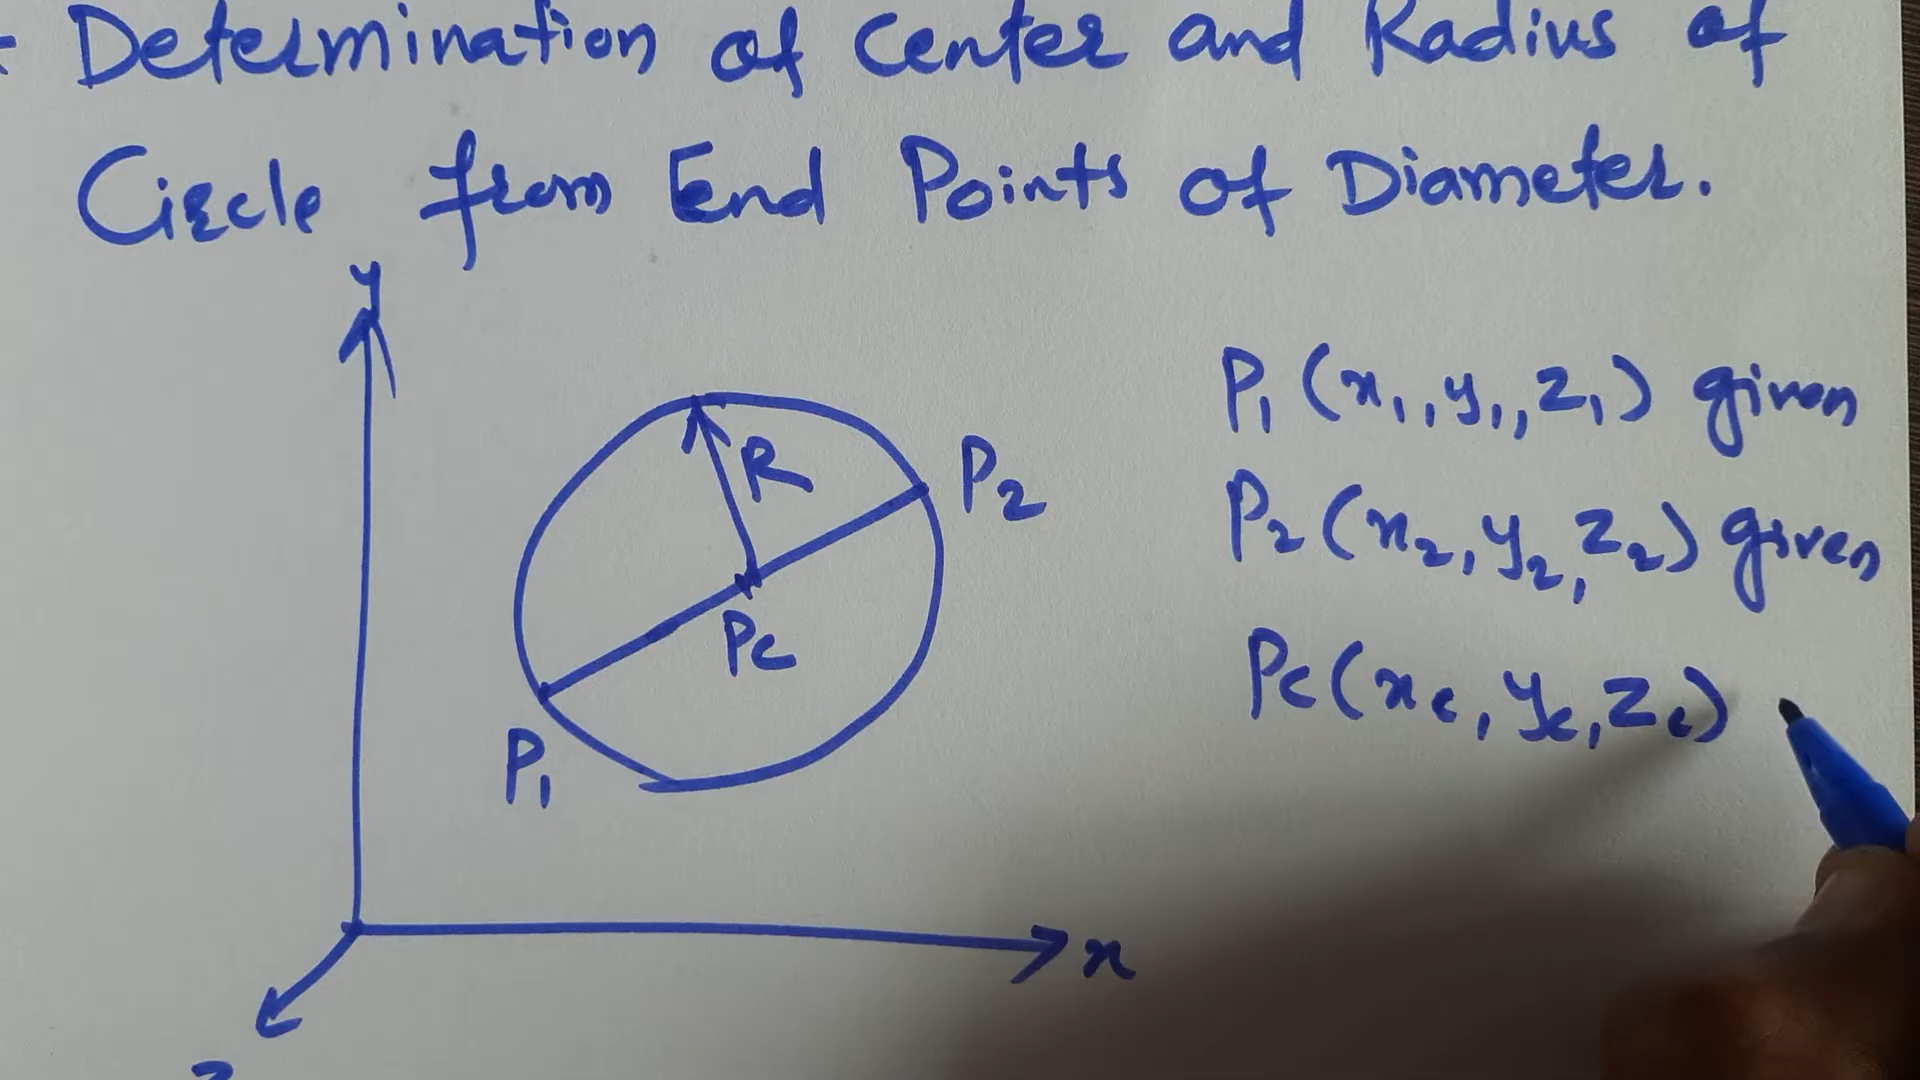 Determination of Center and Radius of
Circle from End Points of Diameter.
y
P₁ (x₁, y₁, z₁) given
R
P₂
P₂ (x₂, y₂, z₂) given
Pc
Pc (xc, yc, zc)
P₁
x
z